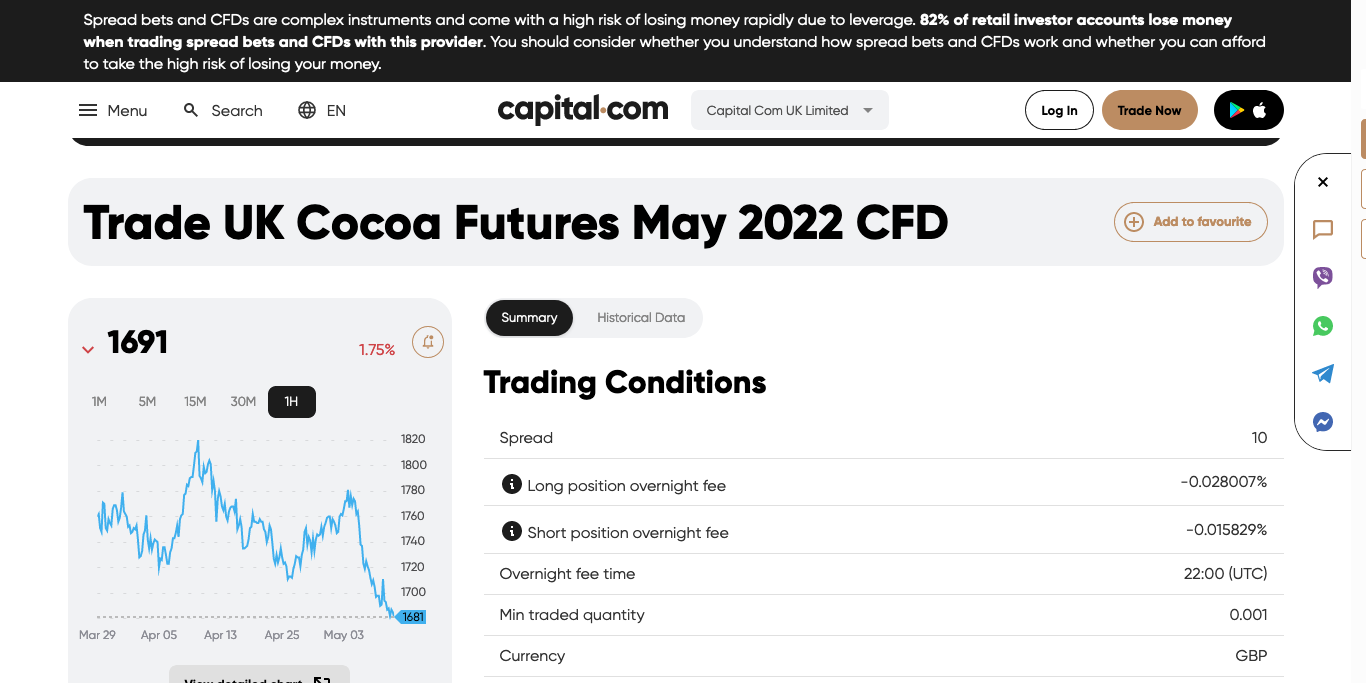 Spread bets and CFDs are complex instruments and come with a high risk of losing money rapidly due to leverage. 82% of retail investor accounts lose money
when trading spread bets and CFDs with this provider. You should consider whether you understand how spread bets and CFDs work and whether you can afford
to take the high risk of losing your money.
Menu Search EN capital.com Capital Com UK Limited Log In Trade Now
Trade UK Cocoa Futures May 2022 CFD Add to favourite
1691 1.75%
1M 5M 15M 30M 1H
1820
1800
1780
1760
1740
1720
1700
1681
Mar 29 Apr 05 Apr 13 Apr 25 May 03
View detailed chart
Summary Historical Data
Trading Conditions
Spread 10
Long position overnight fee -0.028007%
Short position overnight fee -0.015829%
Overnight fee time 22:00 (UTC)
Min traded quantity 0.001
Currency GBP